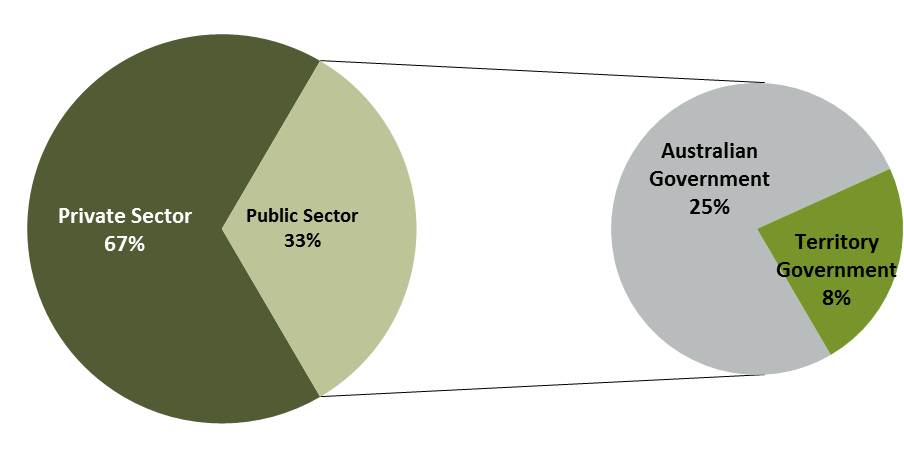 Private Sector
67%
Public Sector
33%
Australian
Government
25%
Territory
Government
8%